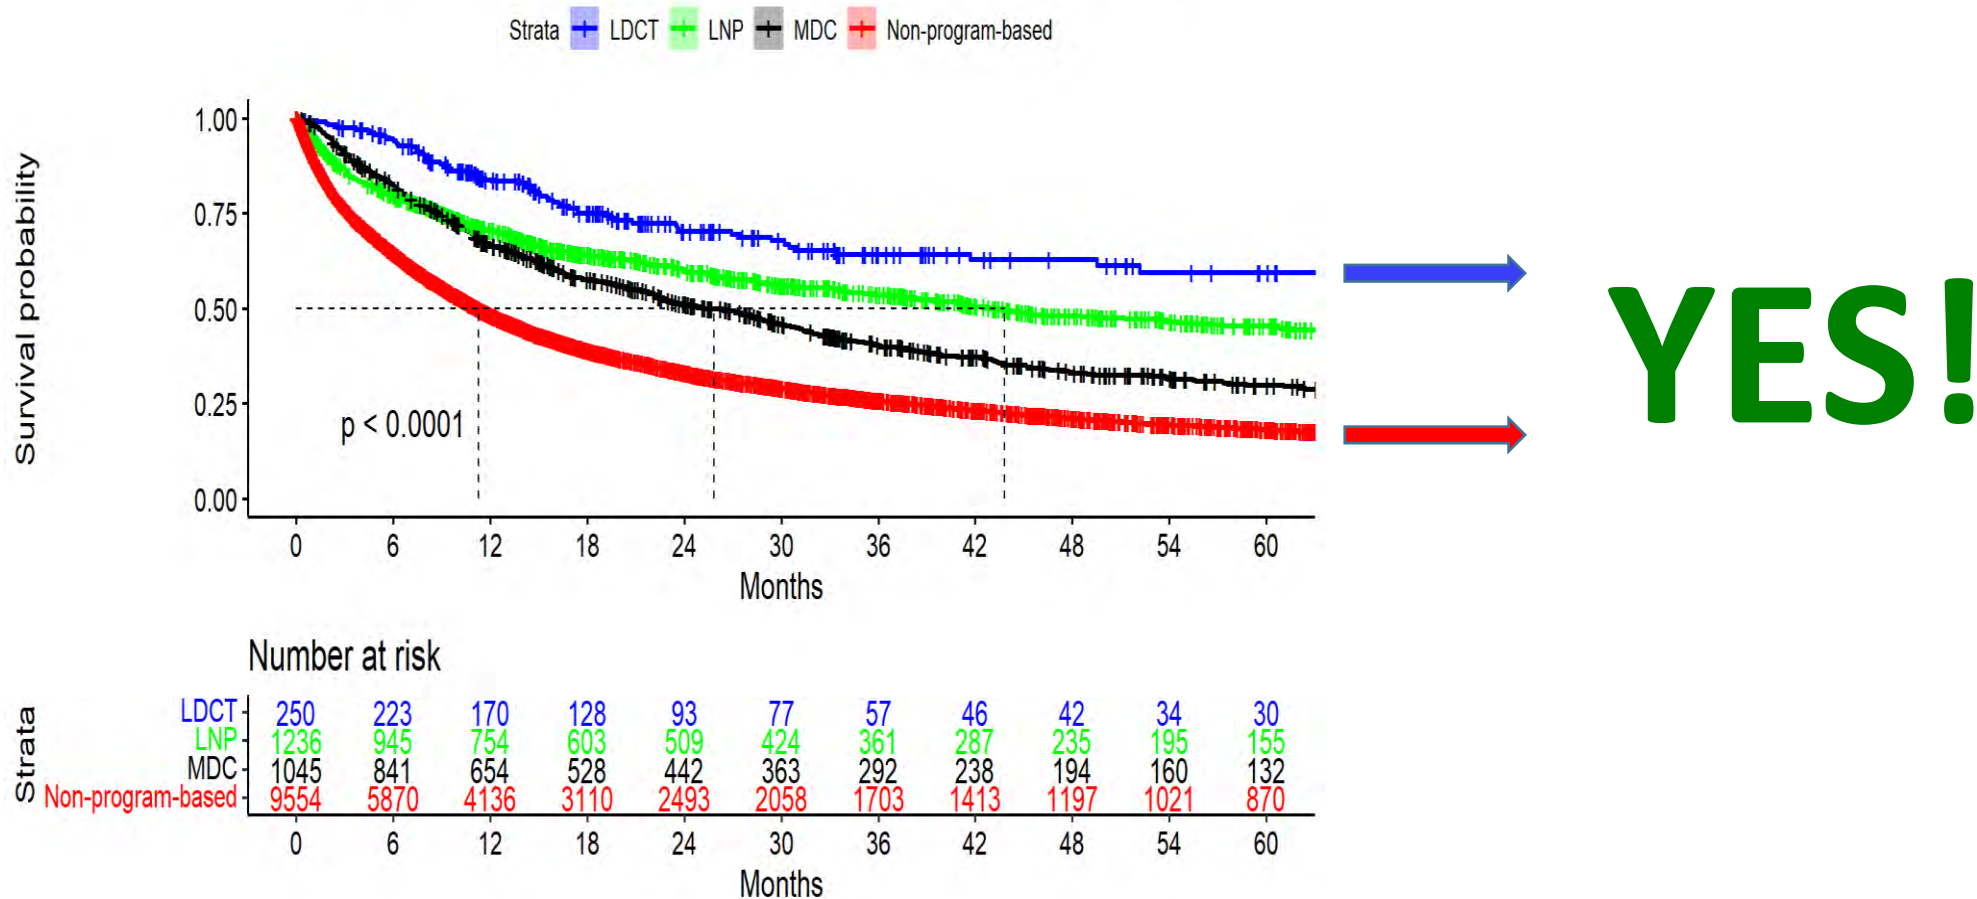 Strata LDCT LNP MDC Non-program-based
Survival probability
1.00
0.75
0.50
0.25
0.00
p < 0.0001
0 6 12 18 24 30 36 42 48 54 60
Months
YES!
Number at risk
Strata
LDCT 250 223 170 128 93 77 57 46 42 34 30
LNP 1236 945 754 603 509 424 361 287 235 195 155
MDC 1045 841 654 528 442 363 292 238 194 160 132
Non-program-based 9554 5870 4136 3110 2493 2058 1703 1413 1197 1021 870
0 6 12 18 24 30 36 42 48 54 60
Months